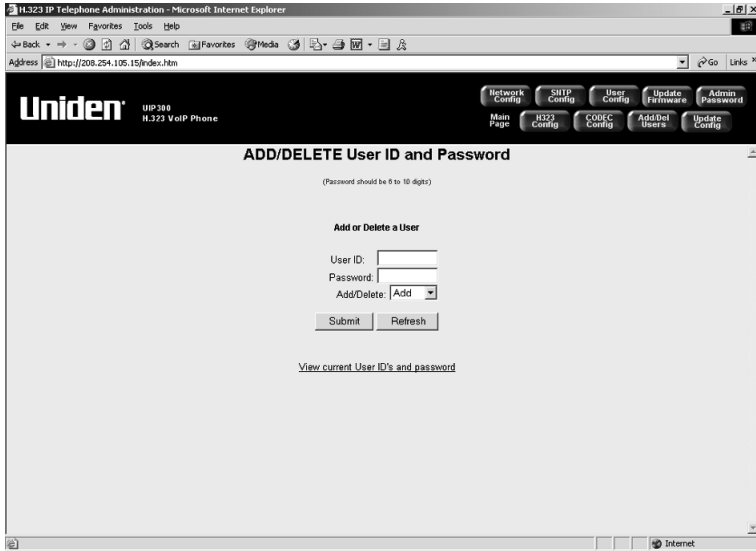 H.323 IP Telephone Administration - Microsoft Internet Explorer
File Edit View Favorites Tools Help
Back Search Favorites Media
Address http://208.254.105.15/index.htm Go Links »
Uniden®
UIP300
H.323 VoIP Phone
Network Config
SNTP Config
User Config
Update Firmware
Admin Password
Main Page
H323 Config
CODEC Config
Add/Del Users
Update Config
ADD/DELETE User ID and Password
(Password should be 6 to 10 digits)
Add or Delete a User
User ID:
Password:
Add/Delete: Add
Submit Refresh
View current User ID's and password
Internet